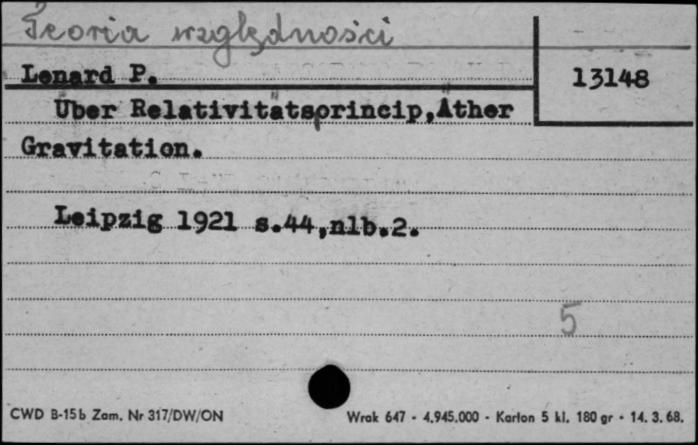 Teoria względności
Lenard P.
13148
Über Relativitätsprincip,Äther
Gravitation.
Leipzig 1921 s.44,nlb.2.
5
CWD B-15b Zam. Nr 317/DW/ON
Wrak 647 - 4.945.000 - Karton 5 kl. 180 gr - 14. 3. 68.